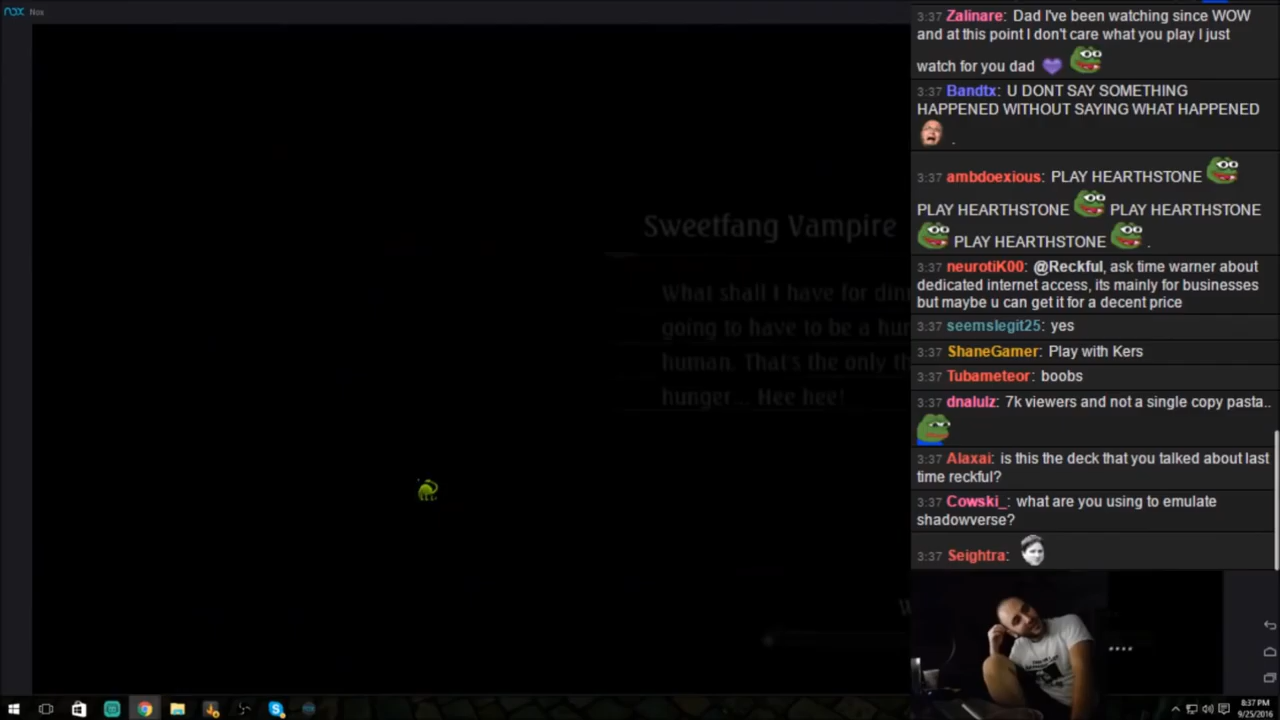 nox Nox
Sweetfang Vampire
What shall I have for din
going to have to be a hu
human. That's the only th
hunger... Hee hee!
3:37 Zalinare: Dad I've been watching since WOW
and at this point I don't care what you play I just
watch for you dad
3:37 Bandtx: U DONT SAY SOMETHING
HAPPENED WITHOUT SAYING WHAT HAPPENED
.
3:37 ambdoexious: PLAY HEARTHSTONE
PLAY HEARTHSTONE PLAY HEARTHSTONE
PLAY HEARTHSTONE .
3:37 neurotiK00: @Reckful, ask time warner about
dedicated internet access, its mainly for businesses
but maybe u can get it for a decent price
3:37 seemslegit25: yes
3:37 ShaneGamer: Play with Kers
3:37 Tubameteor: boobs
3:37 dnalulz: 7k viewers and not a single copy pasta..
3:37 Alaxai: is this the deck that you talked about last
time reckful?
3:37 Cowski_: what are you using to emulate
shadowverse?
3:37 Seightra:
....
8:37 PM
9/25/2016